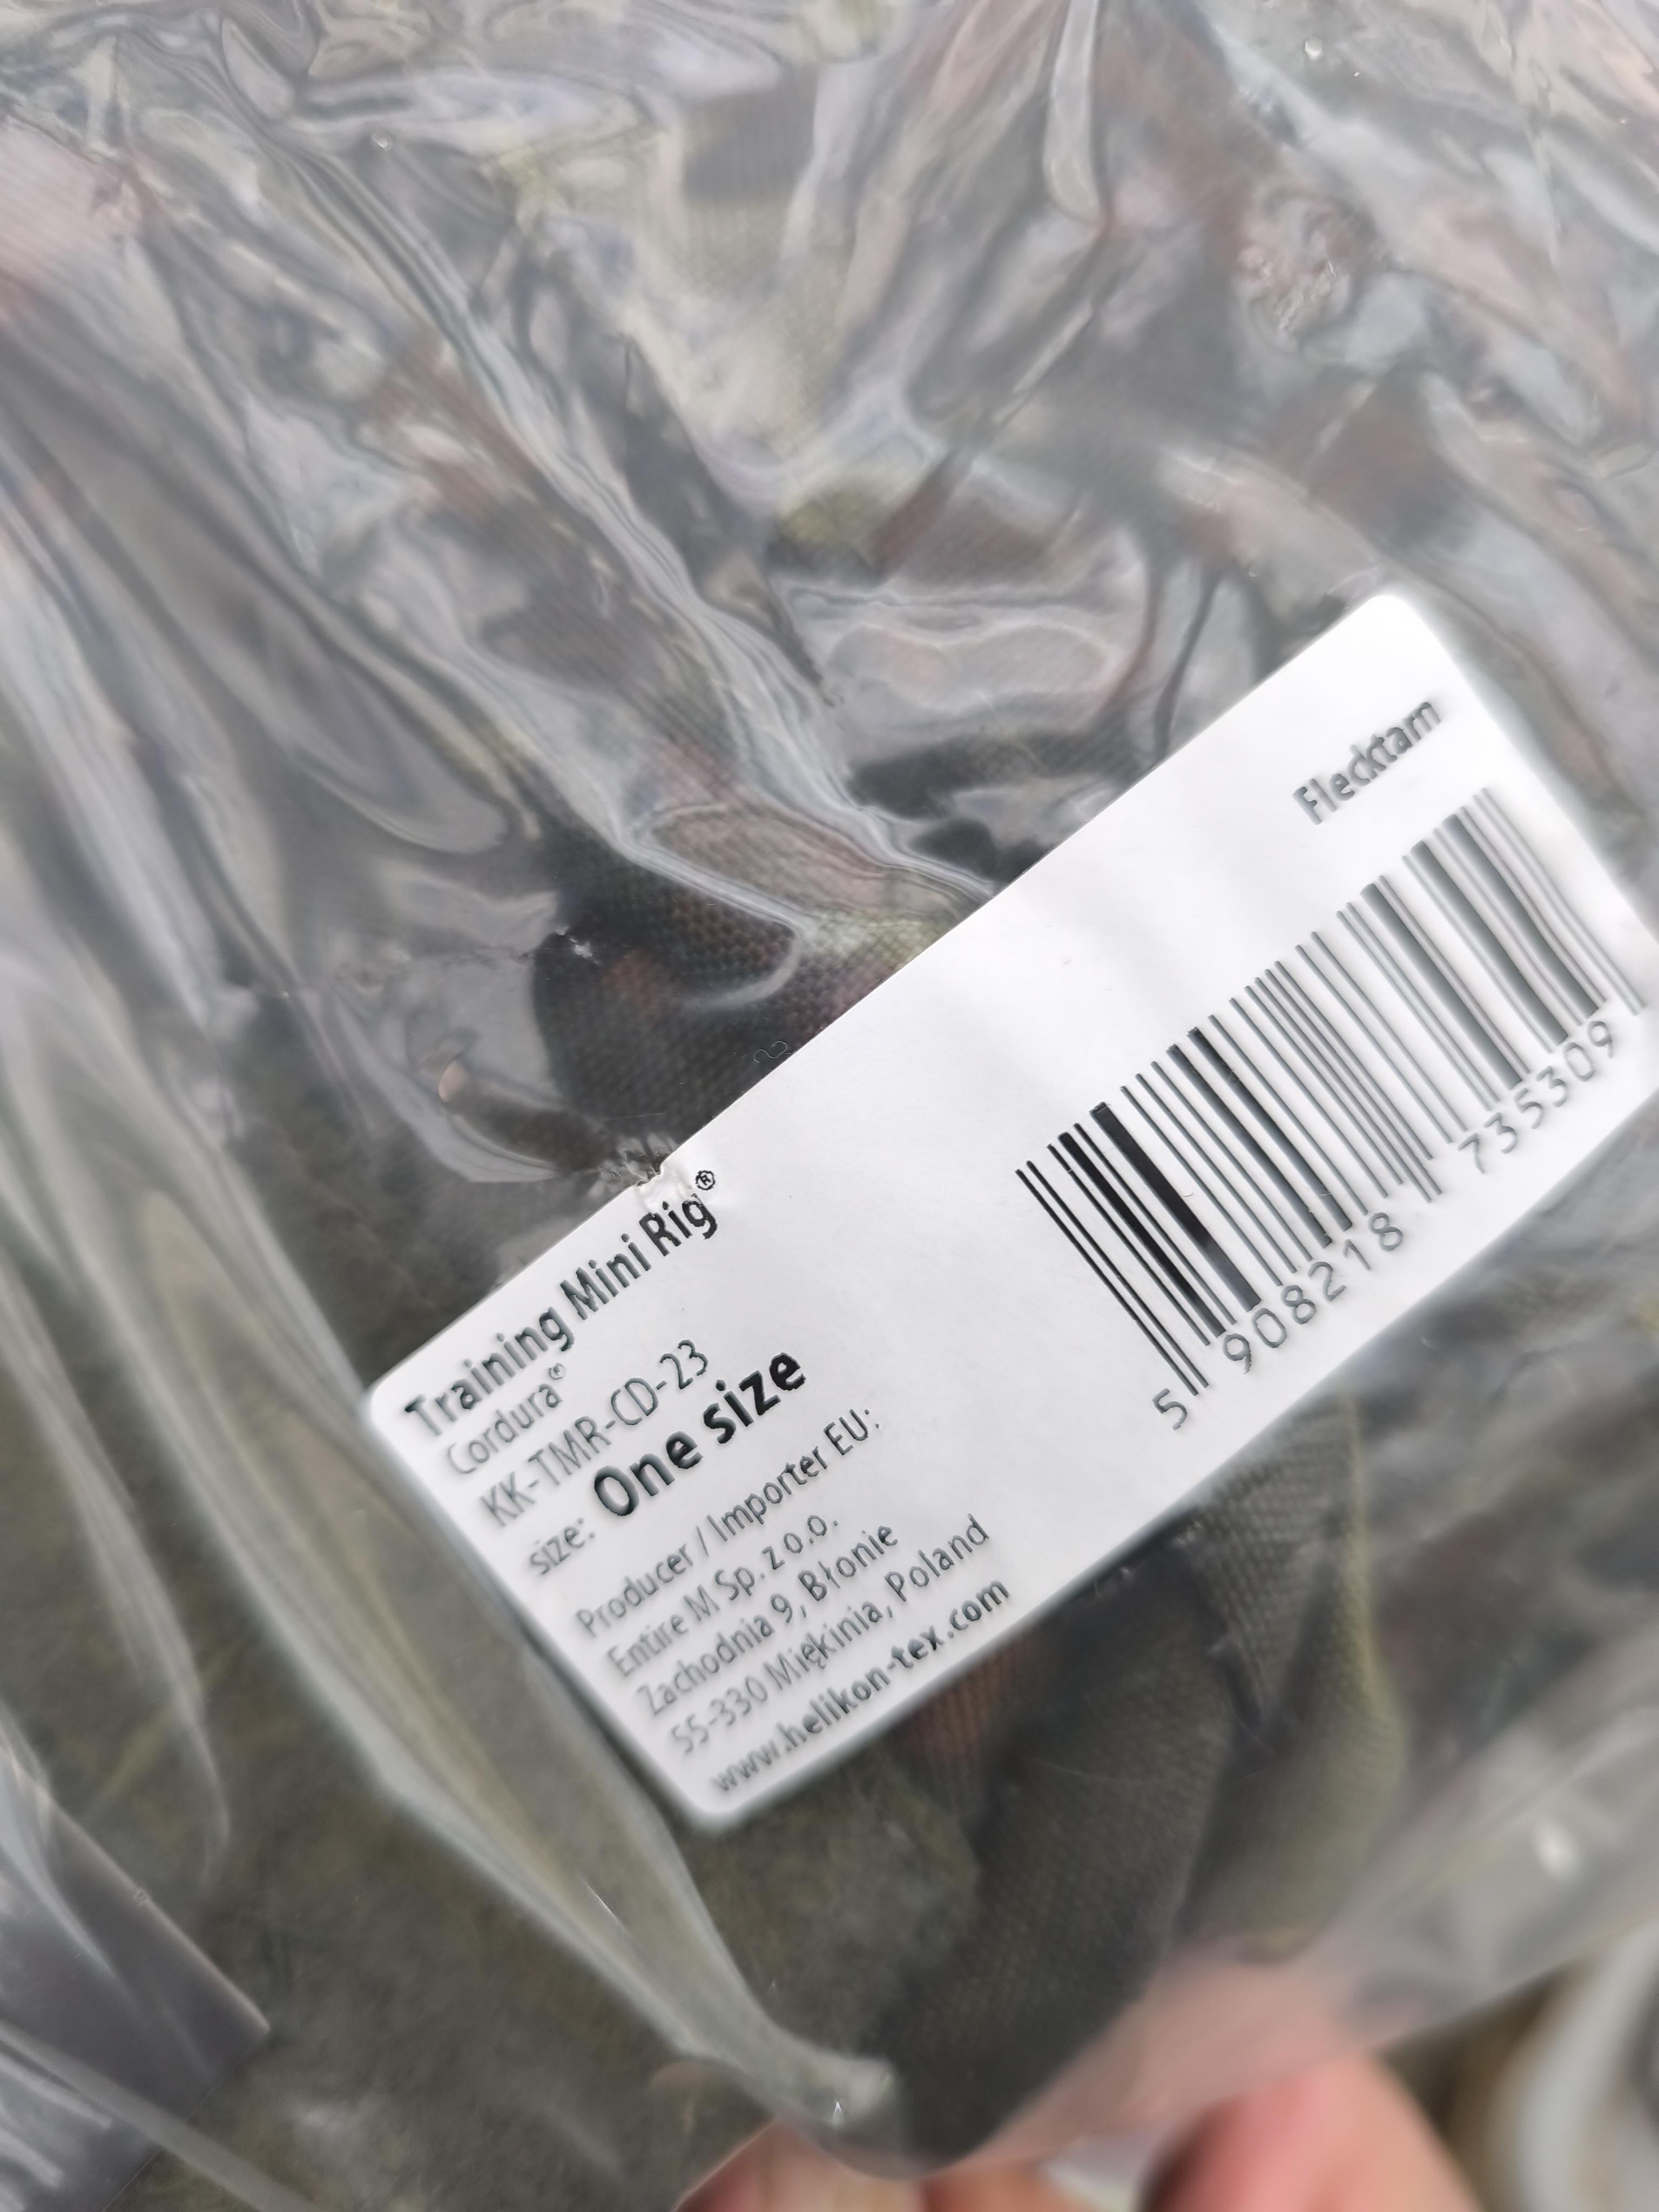 Training Mini Rig®
Cordura®
KK-TMR-CD-23
size: One size
Producer / Importer EU:
Entire M Sp. z o.o.
Zachodnia 9, Błonie
55-330 Miękinia, Poland
www.helikon-tex.com
Flecktarn
5 908218 735309